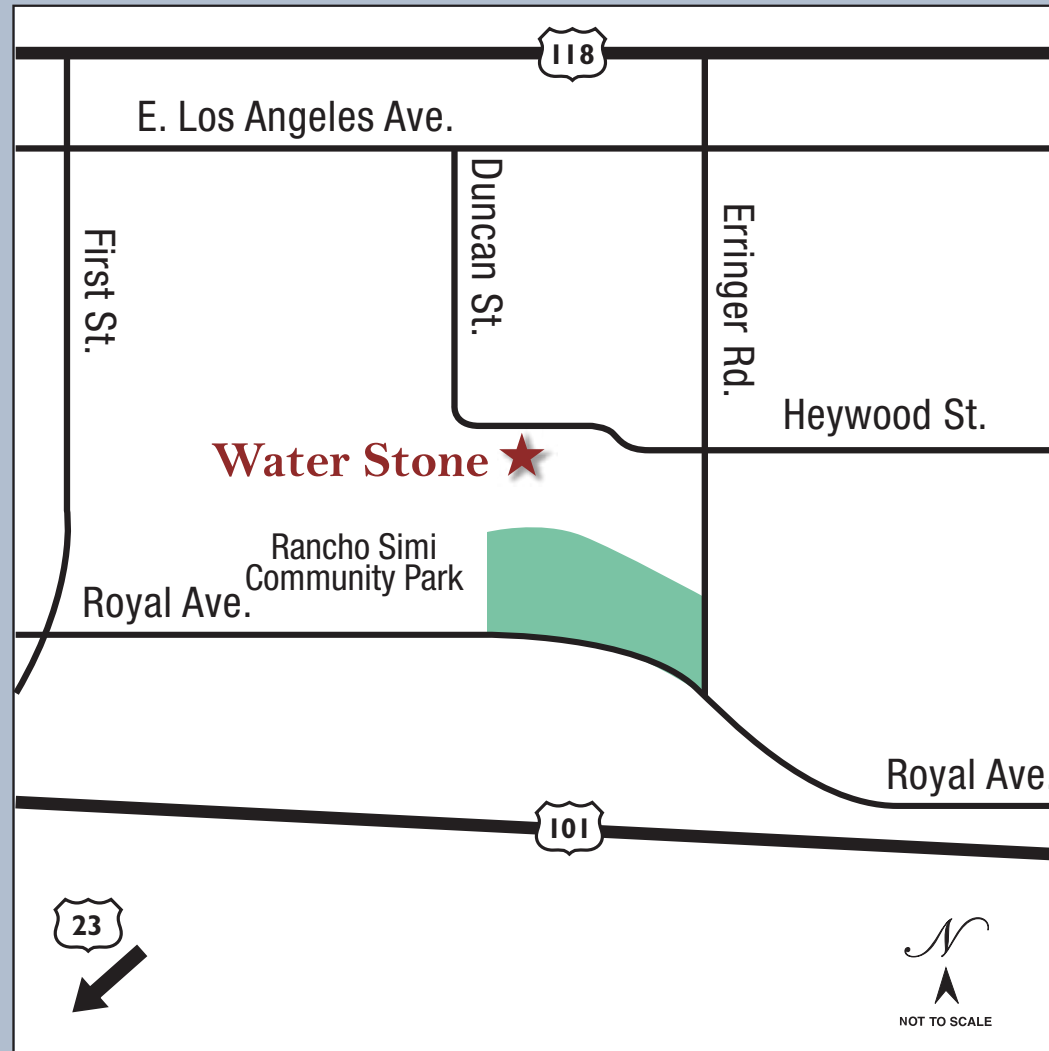 118
E. Los Angeles Ave.
First St.
Duncan St.
Erringer Rd.
Heywood St.
Water Stone
Rancho Simi
Community Park
Royal Ave.
Royal Ave.
101
23
N
NOT TO SCALE